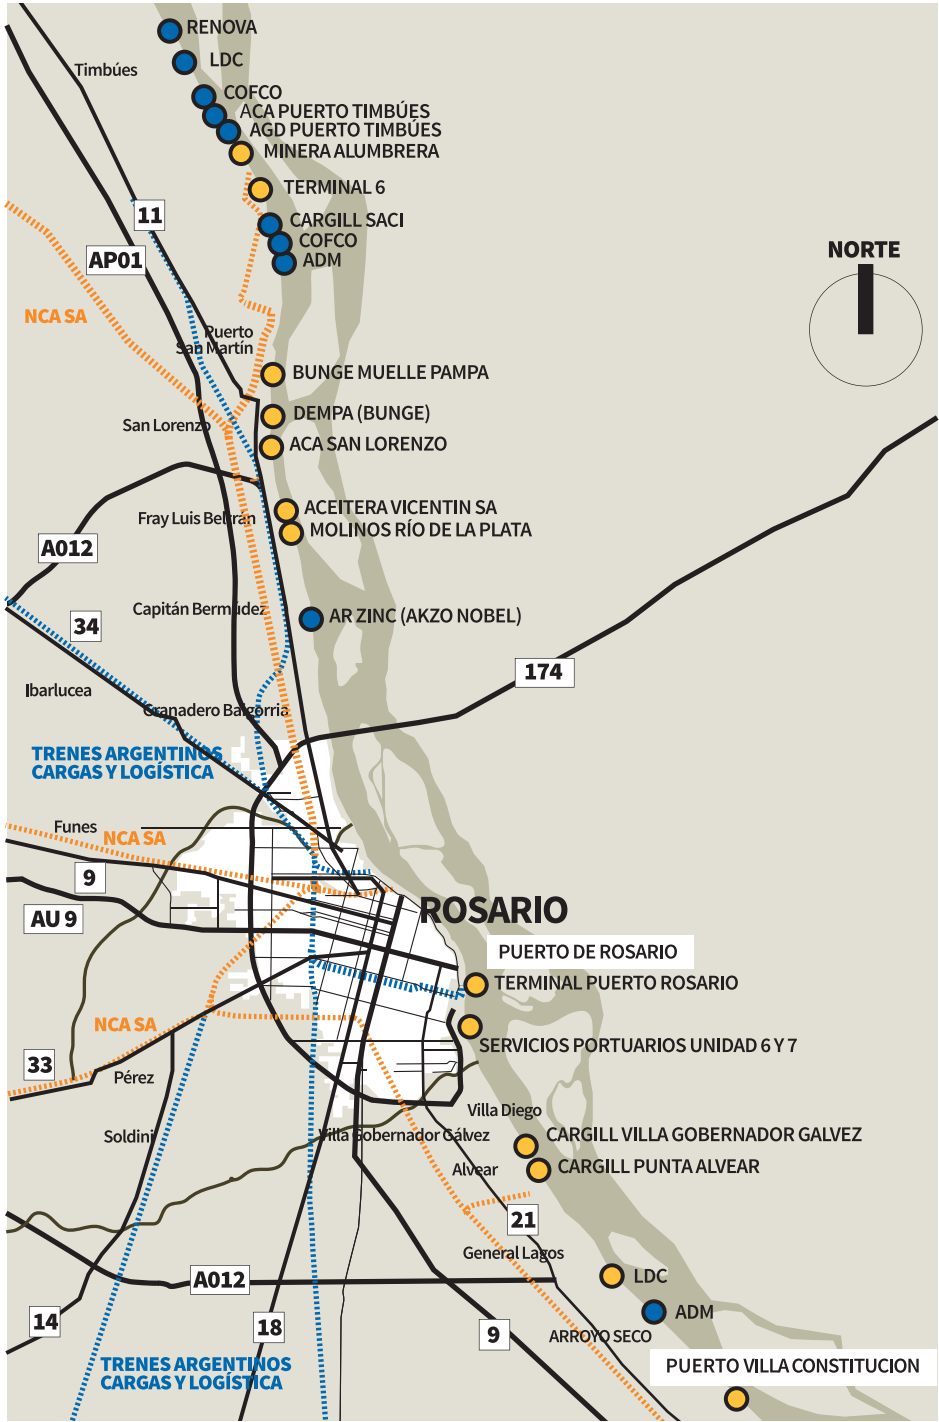 RENOVA
LDC
Timbúes
COFCO
ACA PUERTO TIMBÚES
AGD PUERTO TIMBÚES
MINERA ALUMBRERA
TERMINAL 6
11
CARGILL SACI
COFCO
ADM
AP01
NORTE
NCA SA
Puerto
San Martín
BUNGE MUELLE PAMPA
DEMPA (BUNGE)
San Lorenzo
ACA SAN LORENZO
ACEITERA VICENTIN SA
Fray Luis Beltrán
MOLINOS RÍO DE LA PLATA
A012
Capitán Bermúdez
AR ZINC (AKZO NOBEL)
34
174
Ibarlucea
Granadero Baigorria
TRENES ARGENTINOS
CARGAS Y LOGÍSTICA
Funes
NCA SA
9
AU 9
ROSARIO
PUERTO DE ROSARIO
TERMINAL PUERTO ROSARIO
NCA SA
SERVICIOS PORTUARIOS UNIDAD 6 Y 7
33
Pérez
Villa Diego
Soldini
Villa Gobernador Gálvez
CARGILL VILLA GOBERNADOR GALVEZ
Alvear
CARGILL PUNTA ALVEAR
21
General Lagos
A012
LDC
14
18
9
ADM
ARROYO SECO
TRENES ARGENTINOS
CARGAS Y LOGÍSTICA
PUERTO VILLA CONSTITUCION